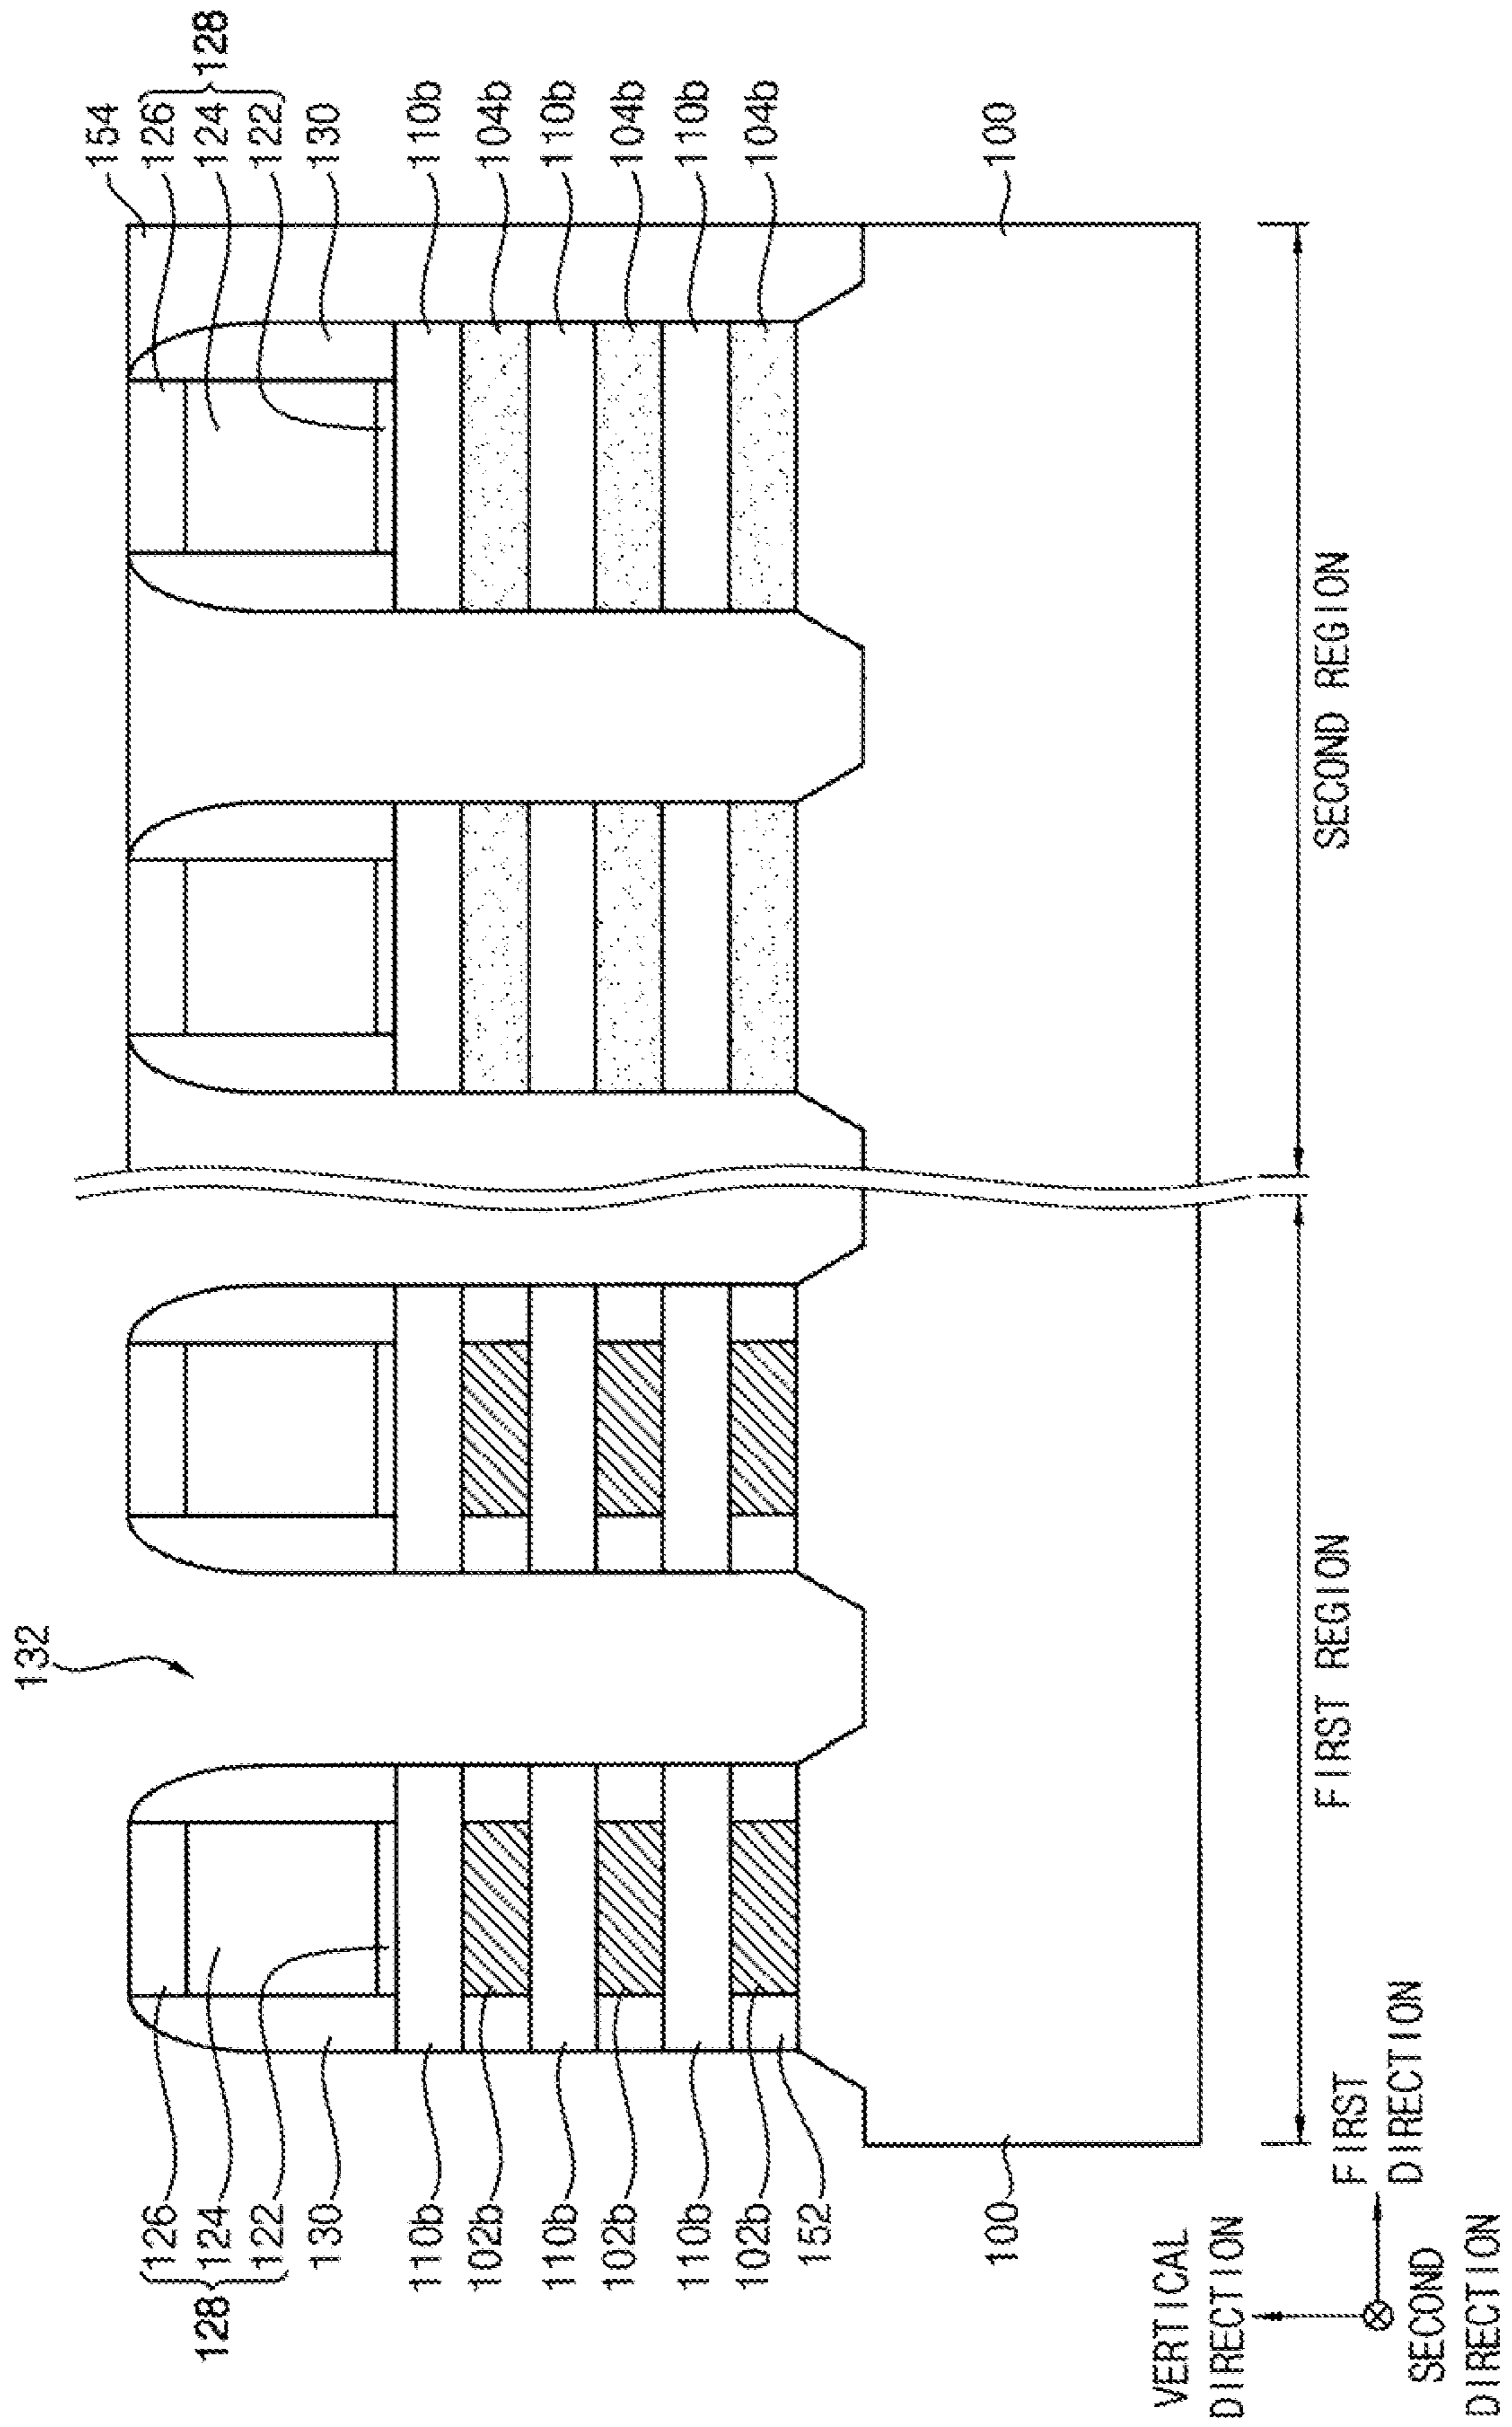 154
126
124
122
128
130
110b
104b
110b
104b
110b
104b
100
132
126
124
122
128
130
110b
102b
110b
102b
110b
102b
152
100
FIRST REGION
SECOND REGION
VERTICAL
DIRECTION
FIRST
DIRECTION
SECOND
DIRECTION